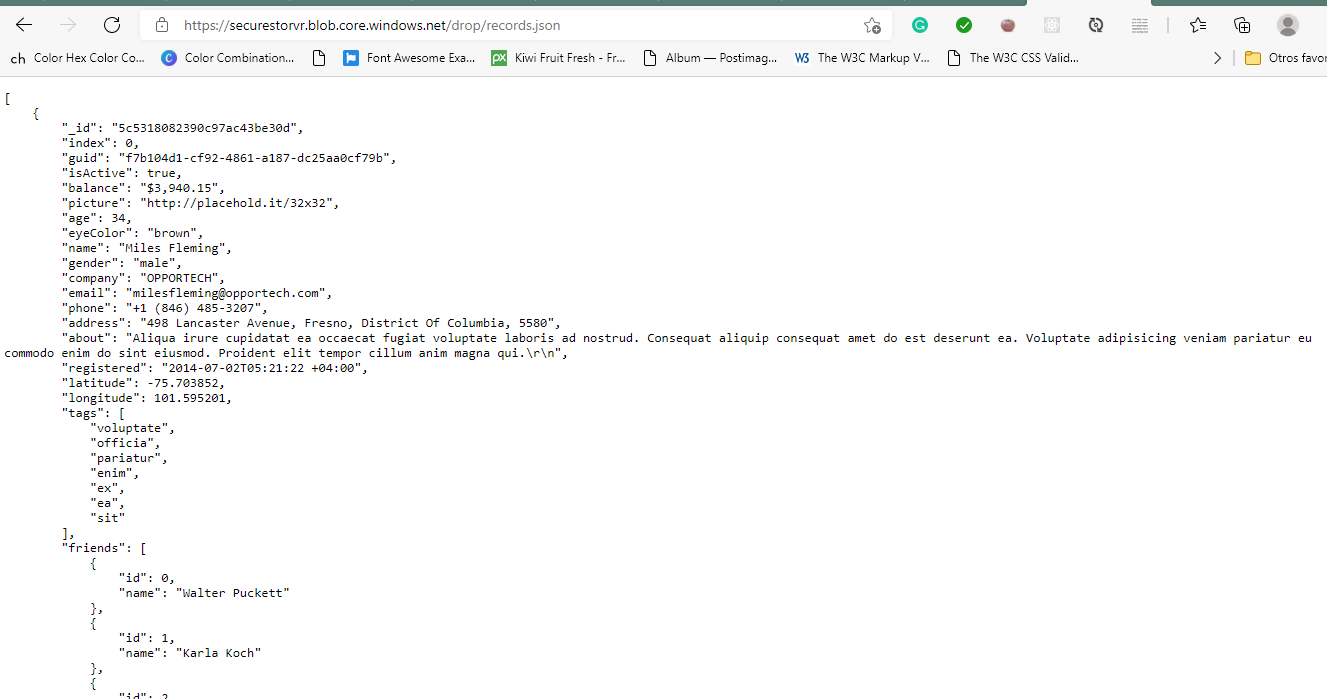 https://securestorvr.blob.core.windows.net/drop/records.json
ch Color Hex Color Co... Color Combination... Font Awesome Exa... px Kiwi Fruit Fresh - Fr... Album — Postimag... W3 The W3C Markup V... The W3C CSS Valid... Otros favor
[
{
"_id": "5c5318082390c97ac43be30d",
"index": 0,
"guid": "f7b104d1-cf92-4861-a187-dc25aa0cf79b",
"isActive": true,
"balance": "$3,940.15",
"picture": "http://placehold.it/32x32",
"age": 34,
"eyeColor": "brown",
"name": "Miles Fleming",
"gender": "male",
"company": "OPPORTECH",
"email": "milesfleming@opportech.com",
"phone": "+1 (846) 485-3207",
"address": "498 Lancaster Avenue, Fresno, District Of Columbia, 5580",
"about": "Aliqua irure cupidatat ea occaecat fugiat voluptate laboris ad nostrud. Consequat aliquip consequat amet do est deserunt ea. Voluptate adipisicing veniam pariatur eu
commodo enim do sint eiusmod. Proident elit tempor cillum anim magna qui.\r\n",
"registered": "2014-07-02T05:21:22 +04:00",
"latitude": -75.703852,
"longitude": 101.595201,
"tags": [
"voluptate",
"officia",
"pariatur",
"enim",
"ex",
"ea",
"sit"
],
"friends": [
{
"id": 0,
"name": "Walter Puckett"
},
{
"id": 1,
"name": "Karla Koch"
},
{
"id": 2